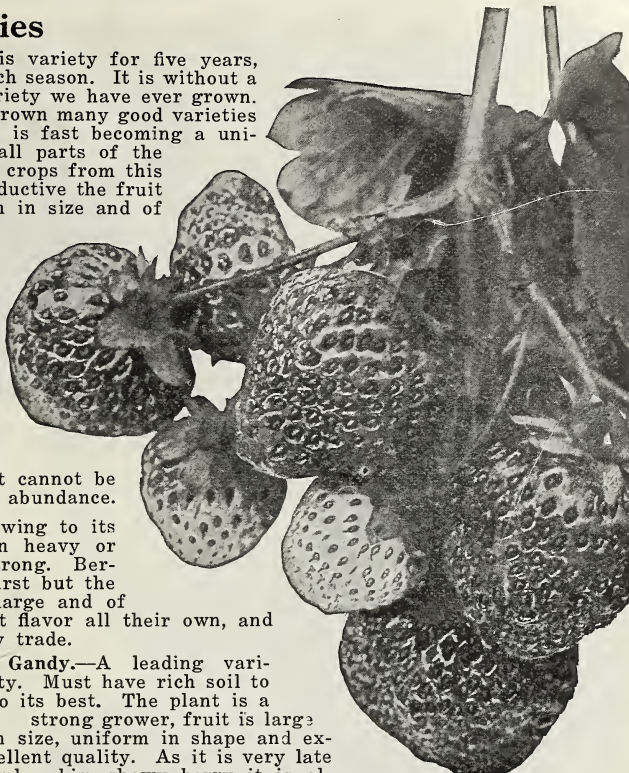 ies
is variety for five years,
ch season. It is without a
riety we have ever grown.
rown many good varieties
is fast becoming a uni-
all parts of the
crops from this
ductive the fruit
n in size and of
t cannot be
abundance.
wing to its
n heavy or
rong. Ber-
irst but the
arge and of
t flavor all their own, and
y trade.
Gandy.—A leading vari-
ty. Must have rich soil to
o its best. The plant is a
strong grower, fruit is large
n size, uniform in shape and ex-
ellent quality. As it is very late